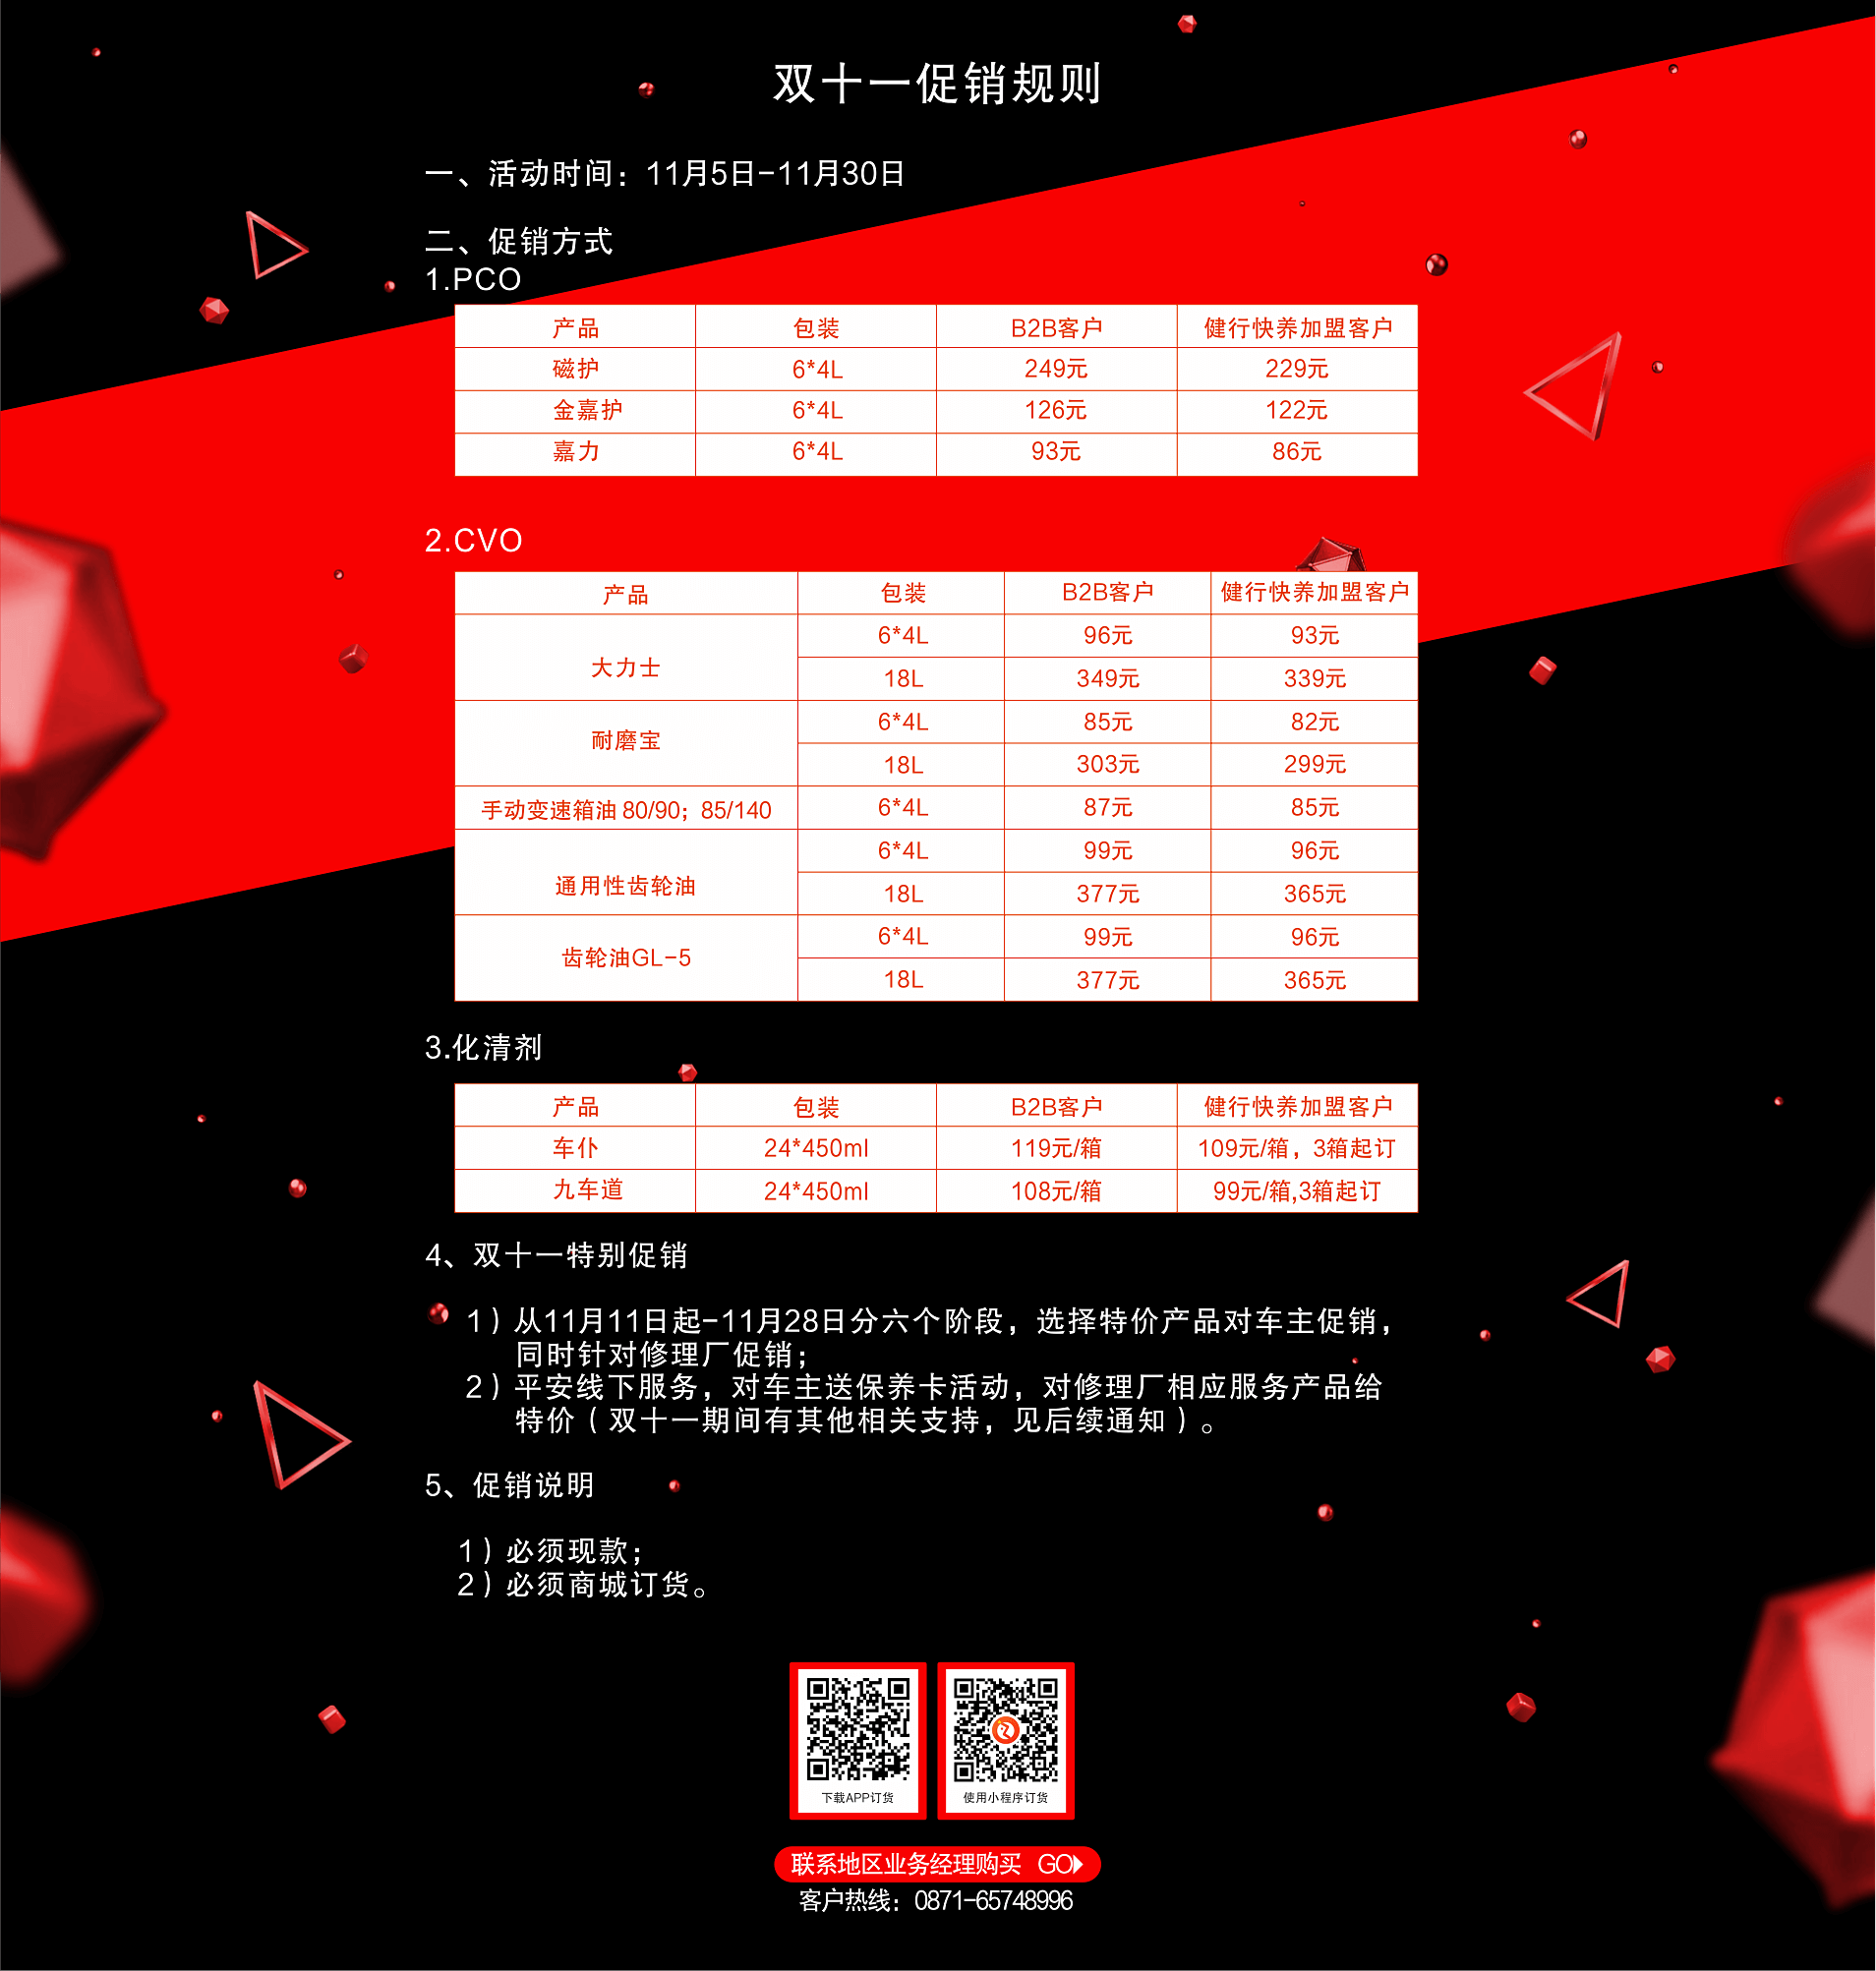 双十一促销规则
一、活动时间：11月5日-11月30日
二、促销方式
1.PCO
产品 包装 B2B客户 健行快养加盟客户
磁护 6*4L 249元 229元
金嘉护 6*4L 126元 122元
嘉力 6*4L 93元 86元
2.CVO
产品 包装 B2B客户 健行快养加盟客户
大力士 6*4L 96元 93元
18L 349元 339元
耐磨宝 6*4L 85元 82元
18L 303元 299元
手动变速箱油 80/90；85/140 6*4L 87元 85元
通用性齿轮油 6*4L 99元 96元
18L 377元 365元
齿轮油GL-5 6*4L 99元 96元
18L 377元 365元
3.化清剂
产品 包装 B2B客户 健行快养加盟客户
车仆 24*450ml 119元/箱 109元/箱，3箱起订
九车道 24*450ml 108元/箱 99元/箱,3箱起订
4、双十一特别促销
1）从11月11日起-11月28日分六个阶段，选择特价产品对车主促销，
同时针对修理厂促销；
2）平安线下服务，对车主送保养卡活动，对修理厂相应服务产品给
特价（双十一期间有其他相关支持，见后续通知）。
5、促销说明
1）必须现款；
2）必须商城订货。
下载APP订货 使用小程序订货
联系地区业务经理购买 GO
客户热线：0871-65748996